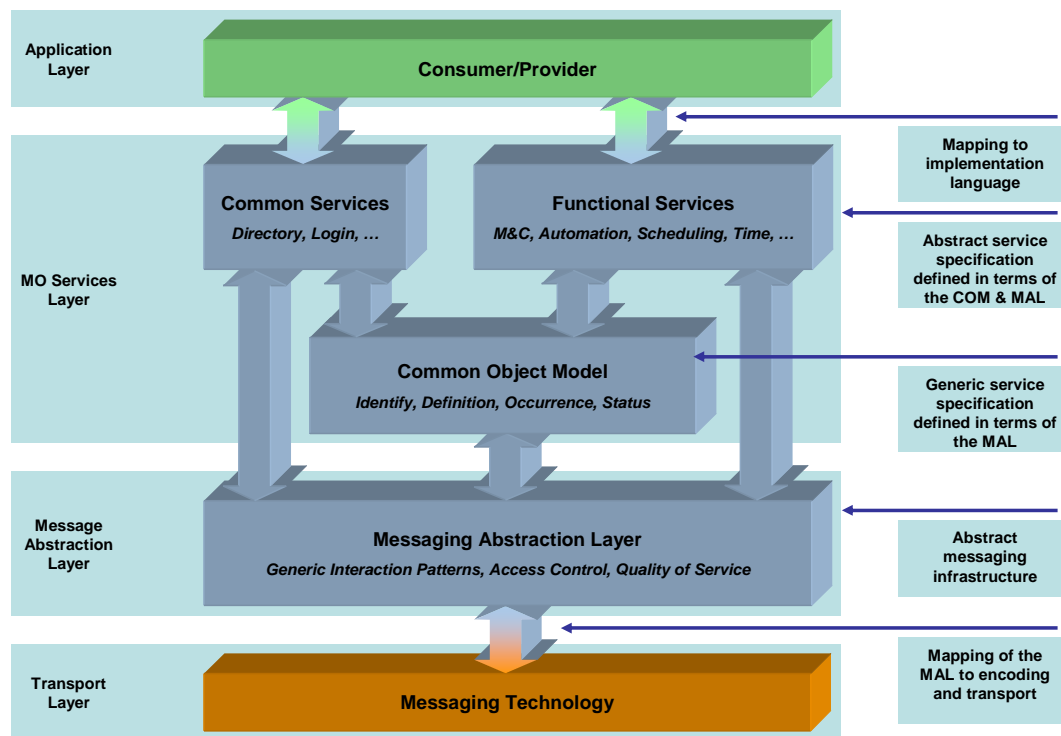 Application
Layer
Consumer/Provider
Mapping to
implementation
language
Common Services
Directory, Login, …
Functional Services
M&C, Automation, Scheduling, Time, …
Abstract service
specification
defined in terms of
the COM & MAL
MO Services
Layer
Common Object Model
Identify, Definition, Occurrence, Status
Generic service
specification
defined in terms of
the MAL
Message
Abstraction
Layer
Messaging Abstraction Layer
Generic Interaction Patterns, Access Control, Quality of Service
Abstract
messaging
infrastructure
Transport
Layer
Messaging Technology
Mapping of the
MAL to encoding
and transport